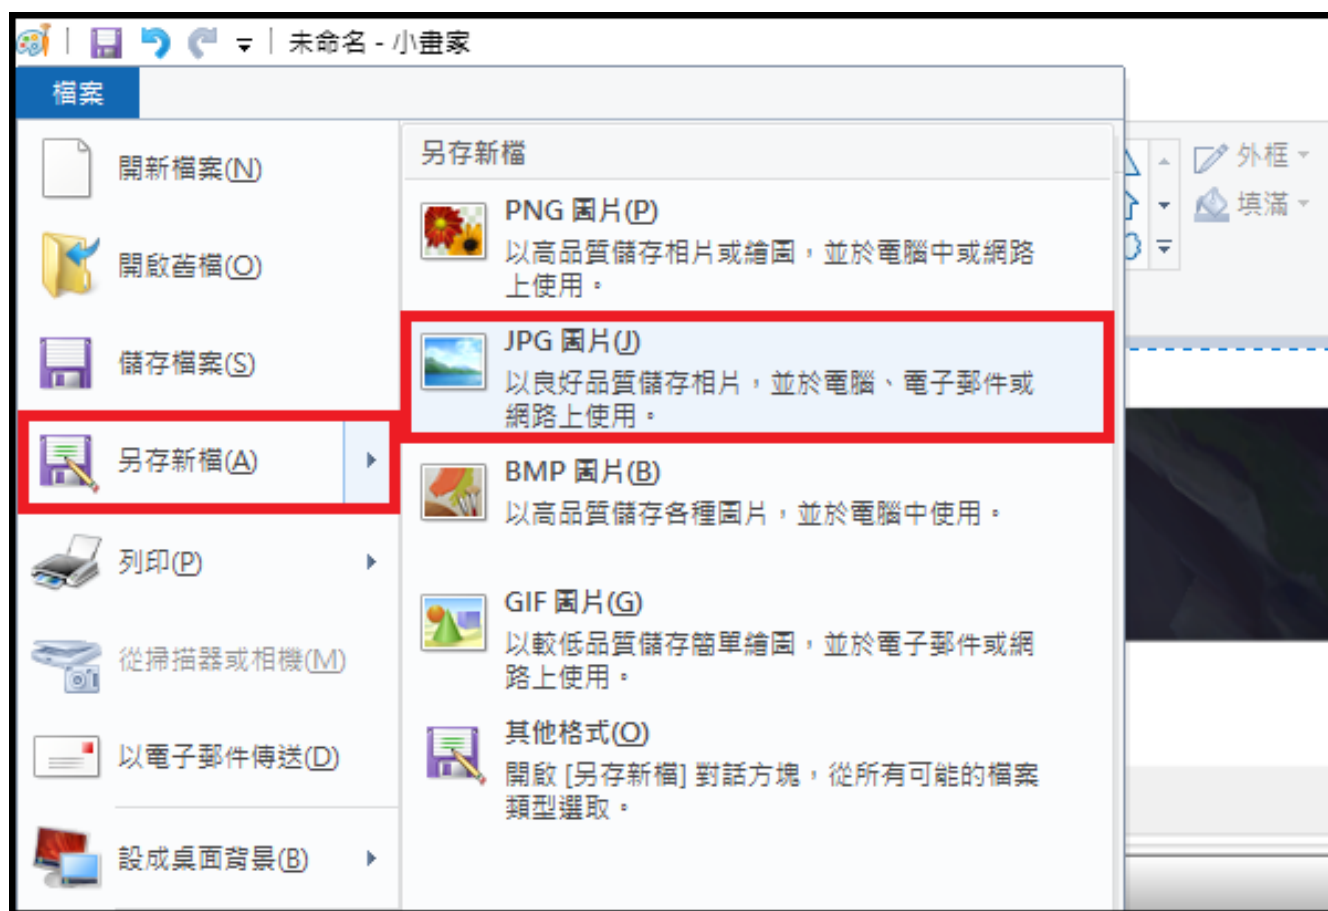 未命名 - 小畫家
檔案
開新檔案(N)
開啟舊檔(O)
儲存檔案(S)
另存新檔(A)
列印(P)
從掃描器或相機(M)
以電子郵件傳送(D)
設成桌面背景(B)
另存新檔
PNG 圖片(P)
以高品質儲存相片或繪圖，並於電腦中或網路
上使用。
JPG 圖片(J)
以良好品質儲存相片，並於電腦、電子郵件或
網路上使用。
BMP 圖片(B)
以高品質儲存各種圖片，並於電腦中使用。
GIF 圖片(G)
以較低品質儲存簡單繪圖，並於電子郵件或網
路上使用。
其他格式(O)
開啟 [另存新檔] 對話方塊，從所有可能的檔案
類型選取。
外框
填滿